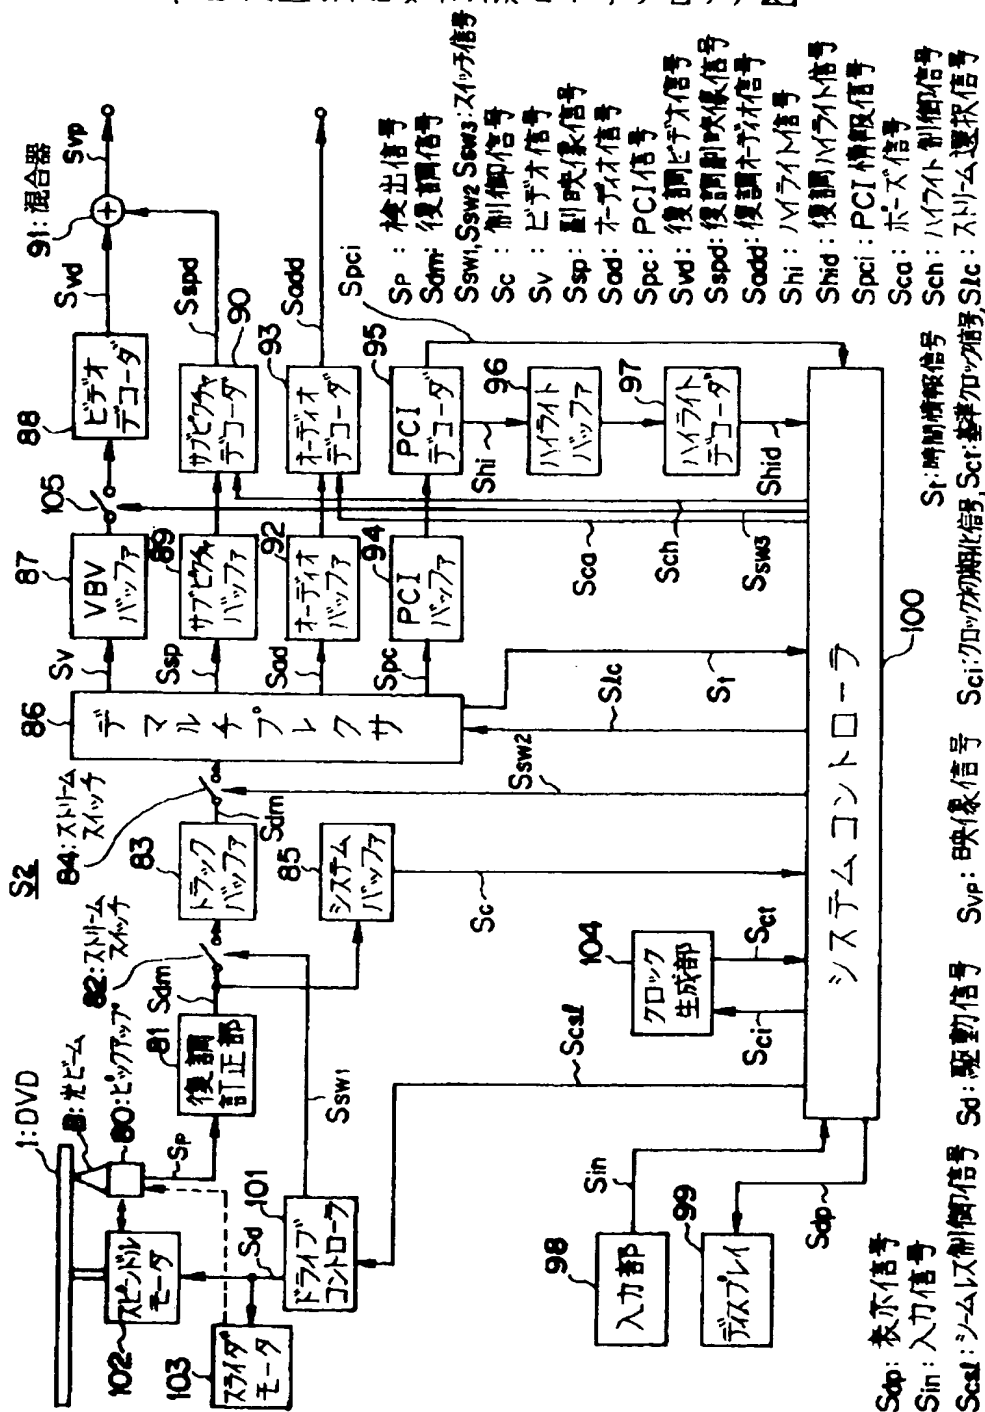 S2
1:DVD
8:光ビーム
80:ピックアップ
82:ストリーム
スイッチ
84:ストリーム
スイッチ
86
デマルチプレクサ
87
VBV
バッファ
105
88
ビデオ
デコーダ
91:混合器
Svp
Svd
Sv
102
スピンドル
モータ
103
スライダ
モータ
101
ドライブ
コントローラ
Sd
Sp
81
復調
訂正部
Sdm
83
トラック
バッファ
Sdm
85
システム
バッファ
Ssw1
Ssw2
Sc
Ssp
89
サブピクチャ
バッファ
サブピクチャ
デコーダ
90
Sspd
Sad
92
オーディオ
バッファ
オーディオ
デコーダ
93
Sadd
Spc
94
PCI
バッファ
PCI
デコーダ
95
Spci
Shi
96
ハイライト
バッファ
97
ハイライト
デコーダ
Shid
Sca
Sch
Ssw3
Slc
St
98
入力部
Sin
99
ディスプレイ
Sdp
Scsl
104
クロック
生成部
Sci
Sct
システムコントローラ
100
Sp:検出信号
Sdm:復調信号
Ssw1,Ssw2 Ssw3:スイッチ信号
Sc:制御信号
Sv:ビデオ信号
Ssp:副映像信号
Sad:オーディオ信号
Spc:PCI信号
Svd:復調ビデオ信号
Sspd:復調副映像信号
Sadd:復調オーディオ信号
Shi:ハイライト信号
Shid:復調ハイライト信号
Spci:PCI情報信号
Sca:ポーズ信号
Sch:ハイライト制御信号
St:時間情報信号
Sdp:表示信号
Sin:入力信号
Scsl:シームレス制御信号 Sd:駆動信号 Svp:映像信号 Sci:クロック初期化信号,Sct:基準クロック信号,Slc:ストリーム選択信号